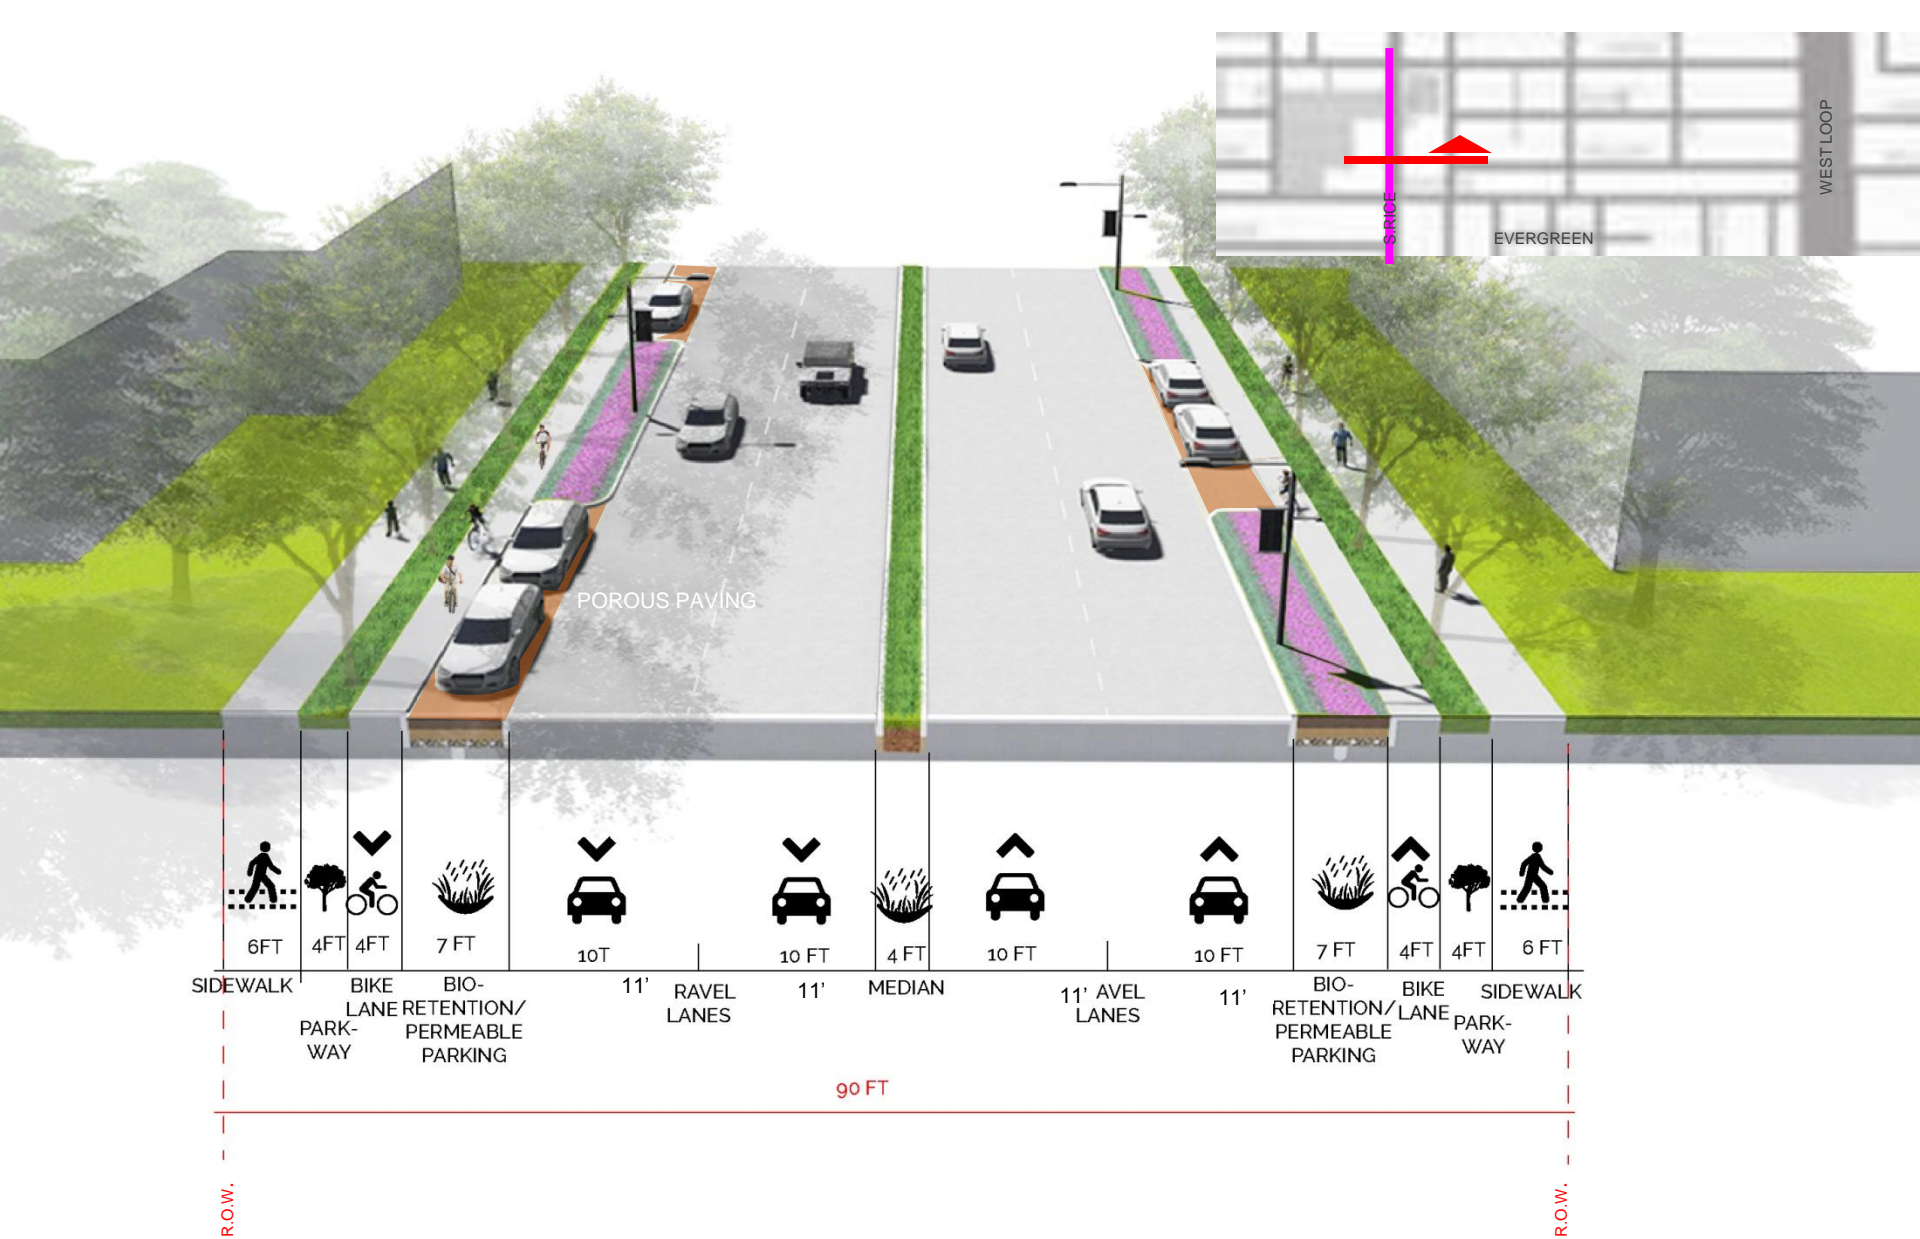 WEST LOOP
S.RICE
EVERGREEN
POROUS PAVING
6FT
4FT
4FT
7 FT
10T
10 FT
4 FT
10 FT
10 FT
7 FT
4FT
4FT
6 FT
SIDEWALK
PARK-
WAY
BIKE
LANE
BIO-
RETENTION/
PERMEABLE
PARKING
11'
RAVEL
LANES
11'
MEDIAN
11' AVEL
LANES
11'
BIO-
RETENTION/
PERMEABLE
PARKING
BIKE
LANE
PARK-
WAY
SIDEWALK
90 FT
R.O.W.
R.O.W.